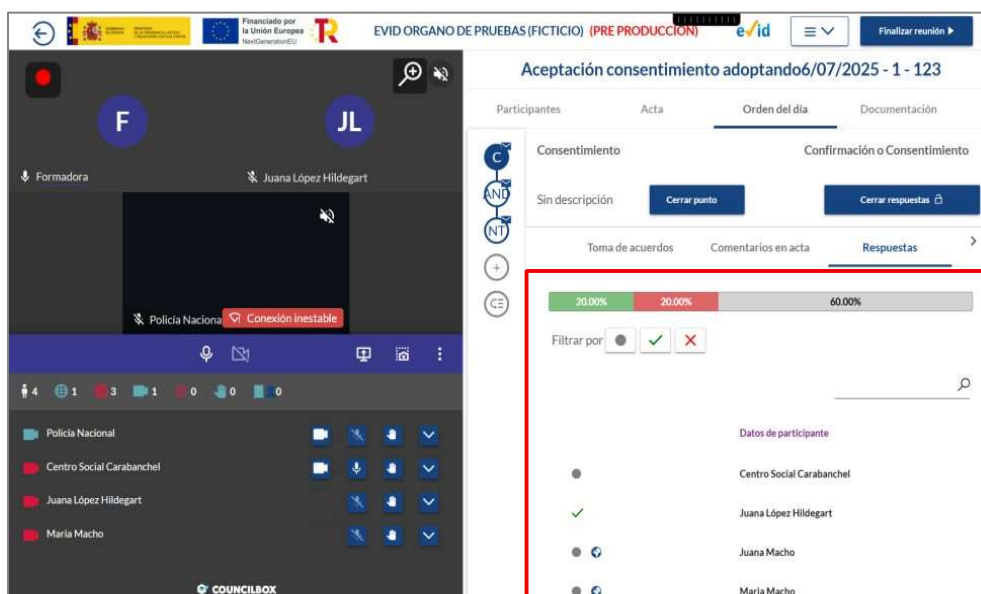 Financiado por
la Unión Europea
NextGenerationEU
EVID ORGANO DE PRUEBAS (FICTICIO) (PRE PRODUCCIÓN)
e✓id
Finalizar reunión
F
JL
Formadora
Juana López Hildegart
Policía Naciona
Conexión inestable
4 1 3 1 0 0 0
Policía Nacional
Centro Social Carabanchel
Juana López Hildegart
Maria Macho
COUNCILBOX
Aceptación consentimiento adoptando6/07/2025 - 1 - 123
Participantes Acta Orden del día Documentación
C
AND
NT
Consentimiento Confirmación o Consentimiento
Sin descripción Cerrar punto Cerrar respuestas
Toma de acuerdos Comentarios en acta Respuestas
20.00% 20.00% 60.00%
Filtrar por
Datos de participante
Centro Social Carabanchel
Juana López Hildegart
Juana Macho
Maria Macho